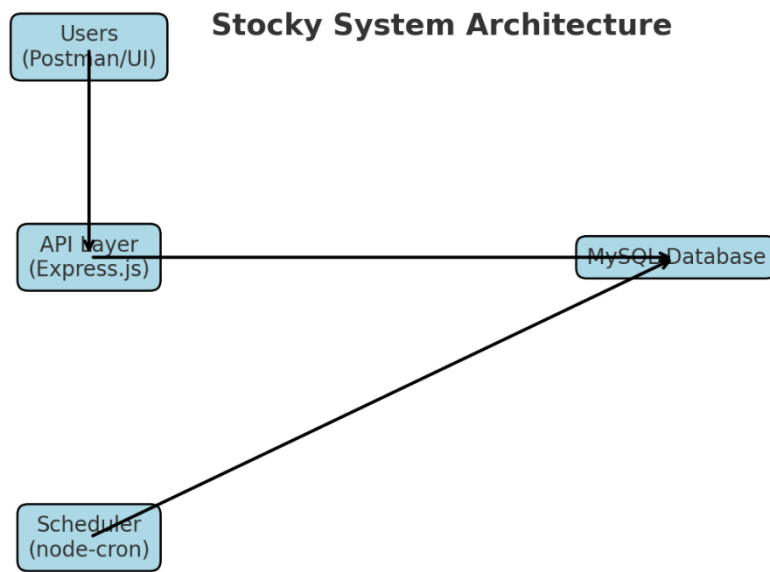 Stocky System Architecture
Users
(Postman/UI)
API Layer
(Express.js)
MySQL Database
Scheduler
(node-cron)